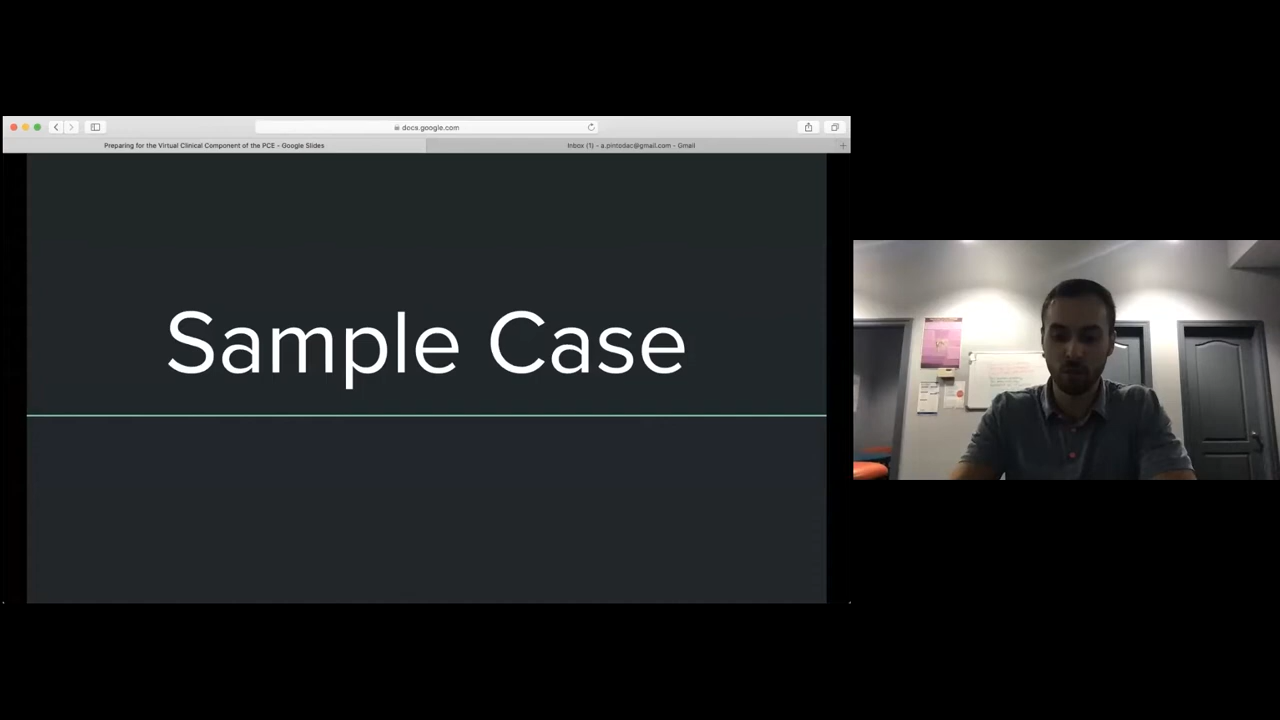 docs.google.com
Preparing for the Virtual Clinical Component of the PCE - Google Slides
Inbox (1) - a.pintodac@gmail.com - Gmail
Sample Case